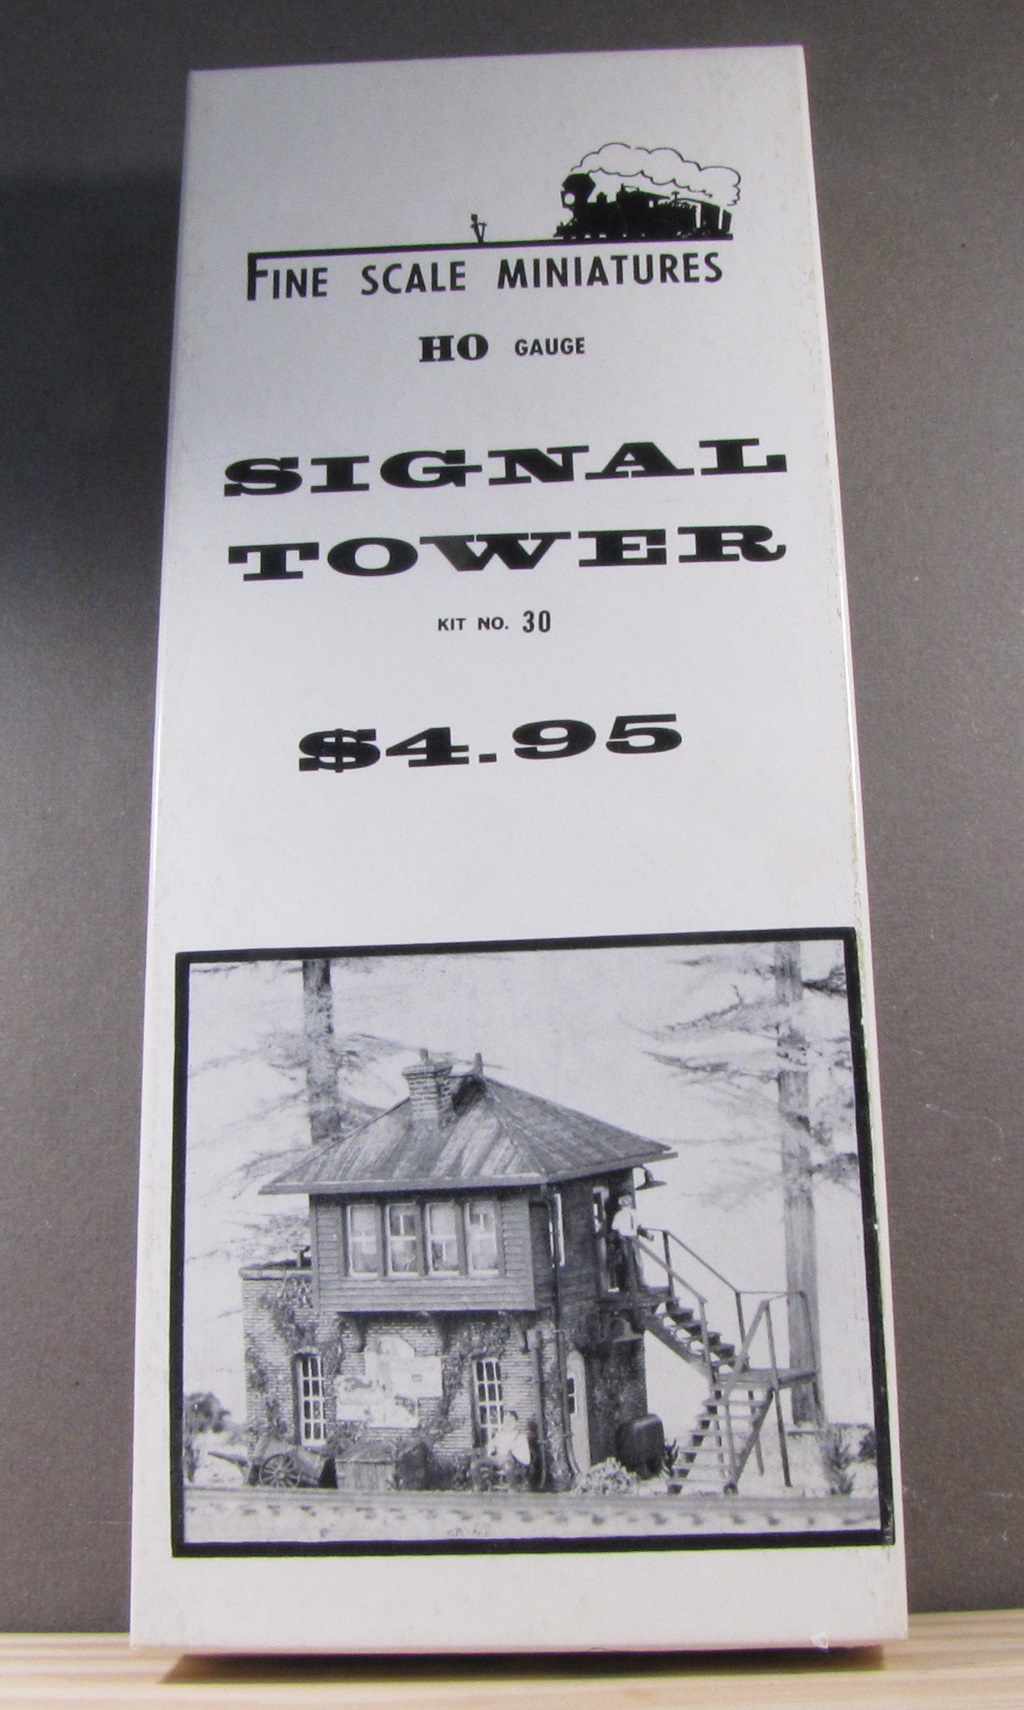 FINE SCALE MINIATURES
HO GAUGE
SIGNAL
TOWER
KIT NO. 30
$4.95